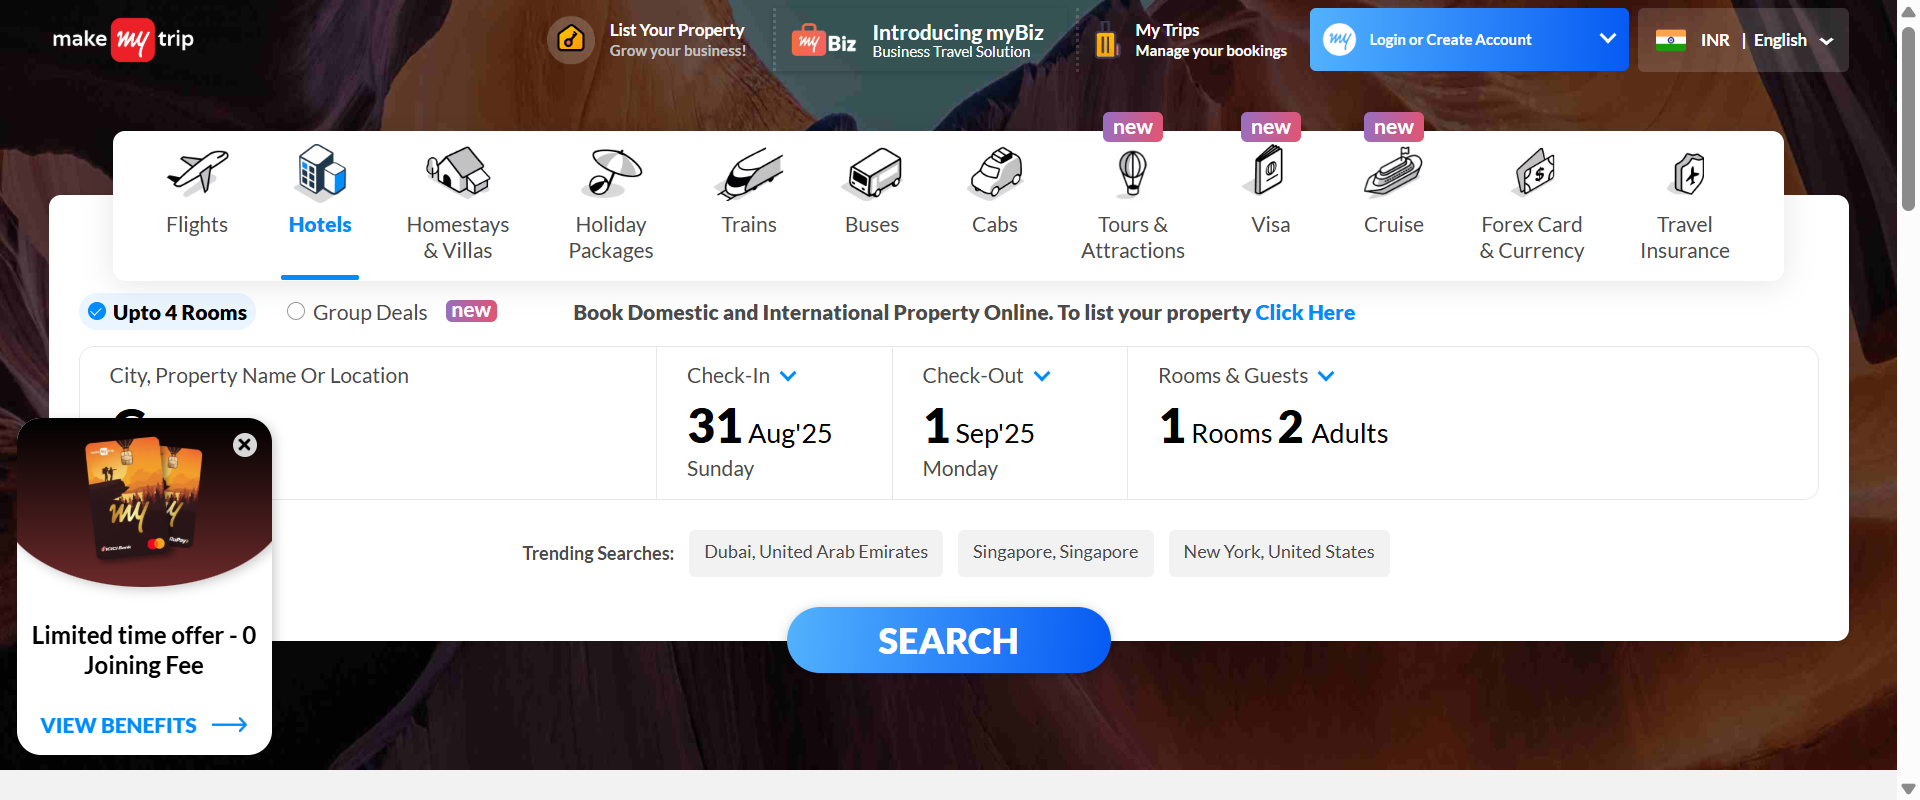 make my trip
List Your Property
Grow your business!
my Biz
Introducing myBiz
Business Travel Solution
My Trips
Manage your bookings
my
Login or Create Account
INR | English
new
new
new
Flights
Hotels
Homestays
& Villas
Holiday
Packages
Trains
Buses
Cabs
Tours &
Attractions
Visa
Cruise
Forex Card
& Currency
Travel
Insurance
Upto 4 Rooms
Group Deals
new
Book Domestic and International Property Online. To list your property Click Here
City, Property Name Or Location
Check-In
31 Aug'25
Sunday
Check-Out
1 Sep'25
Monday
Rooms & Guests
1 Rooms 2 Adults
my
ICICI Bank
RuPay
Limited time offer - 0
Joining Fee
VIEW BENEFITS
Trending Searches:
Dubai, United Arab Emirates
Singapore, Singapore
New York, United States
SEARCH